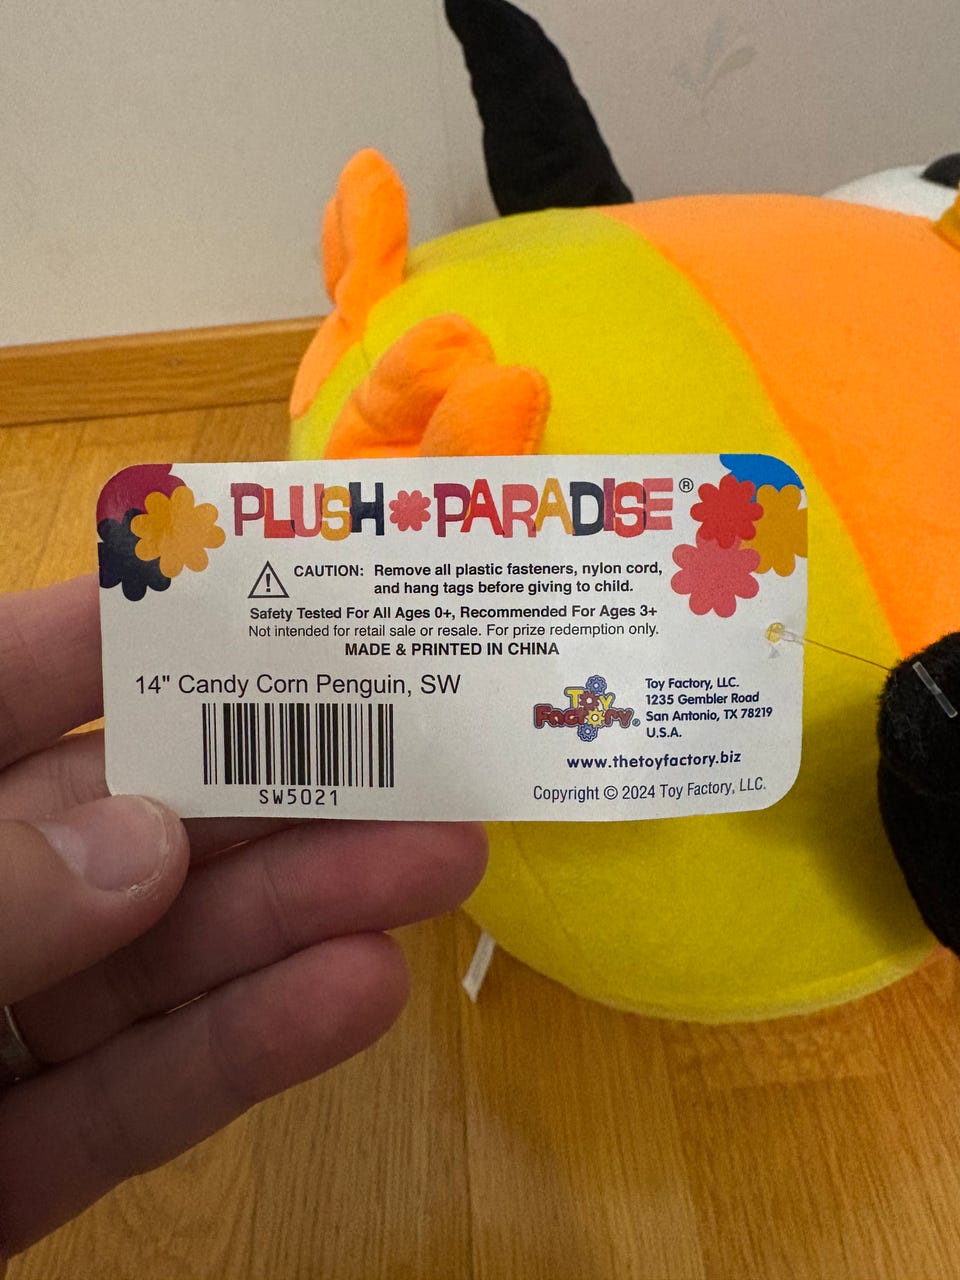 PLUSH PARADISE®
CAUTION: Remove all plastic fasteners, nylon cord,
and hang tags before giving to child.
Safety Tested For All Ages 0+, Recommended For Ages 3+
Not intended for retail sale or resale. For prize redemption only.
MADE & PRINTED IN CHINA
14" Candy Corn Penguin, SW
SW5021
Toy Factory®
Toy Factory, LLC.
1235 Gembler Road
San Antonio, TX 78219
U.S.A.
www.thetoyfactory.biz
Copyright © 2024 Toy Factory, LLC.